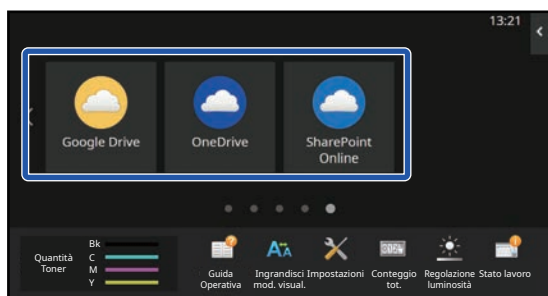 13:21
Google Drive
OneDrive
SharePoint
Online
Quantità
Toner
Bk
C
M
Y
Guida
Operativa
Ingrandisci
mod. visual.
Impostazioni
Conteggio
tot.
Regolazione
luminosità
Stato lavoro